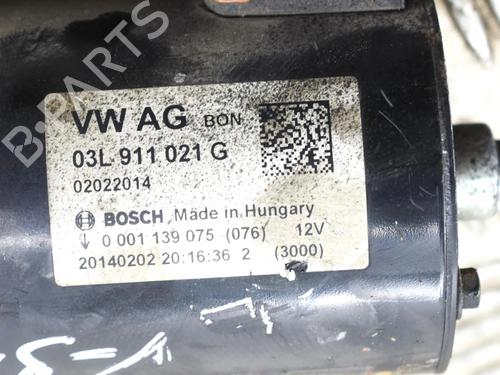 VW AG BON
03L 911 021 G
02022014
BOSCH Made in Hungary
0 001 139 075 (076) 12V
20140202 20:16:36 2 (3000)
B-PARTS